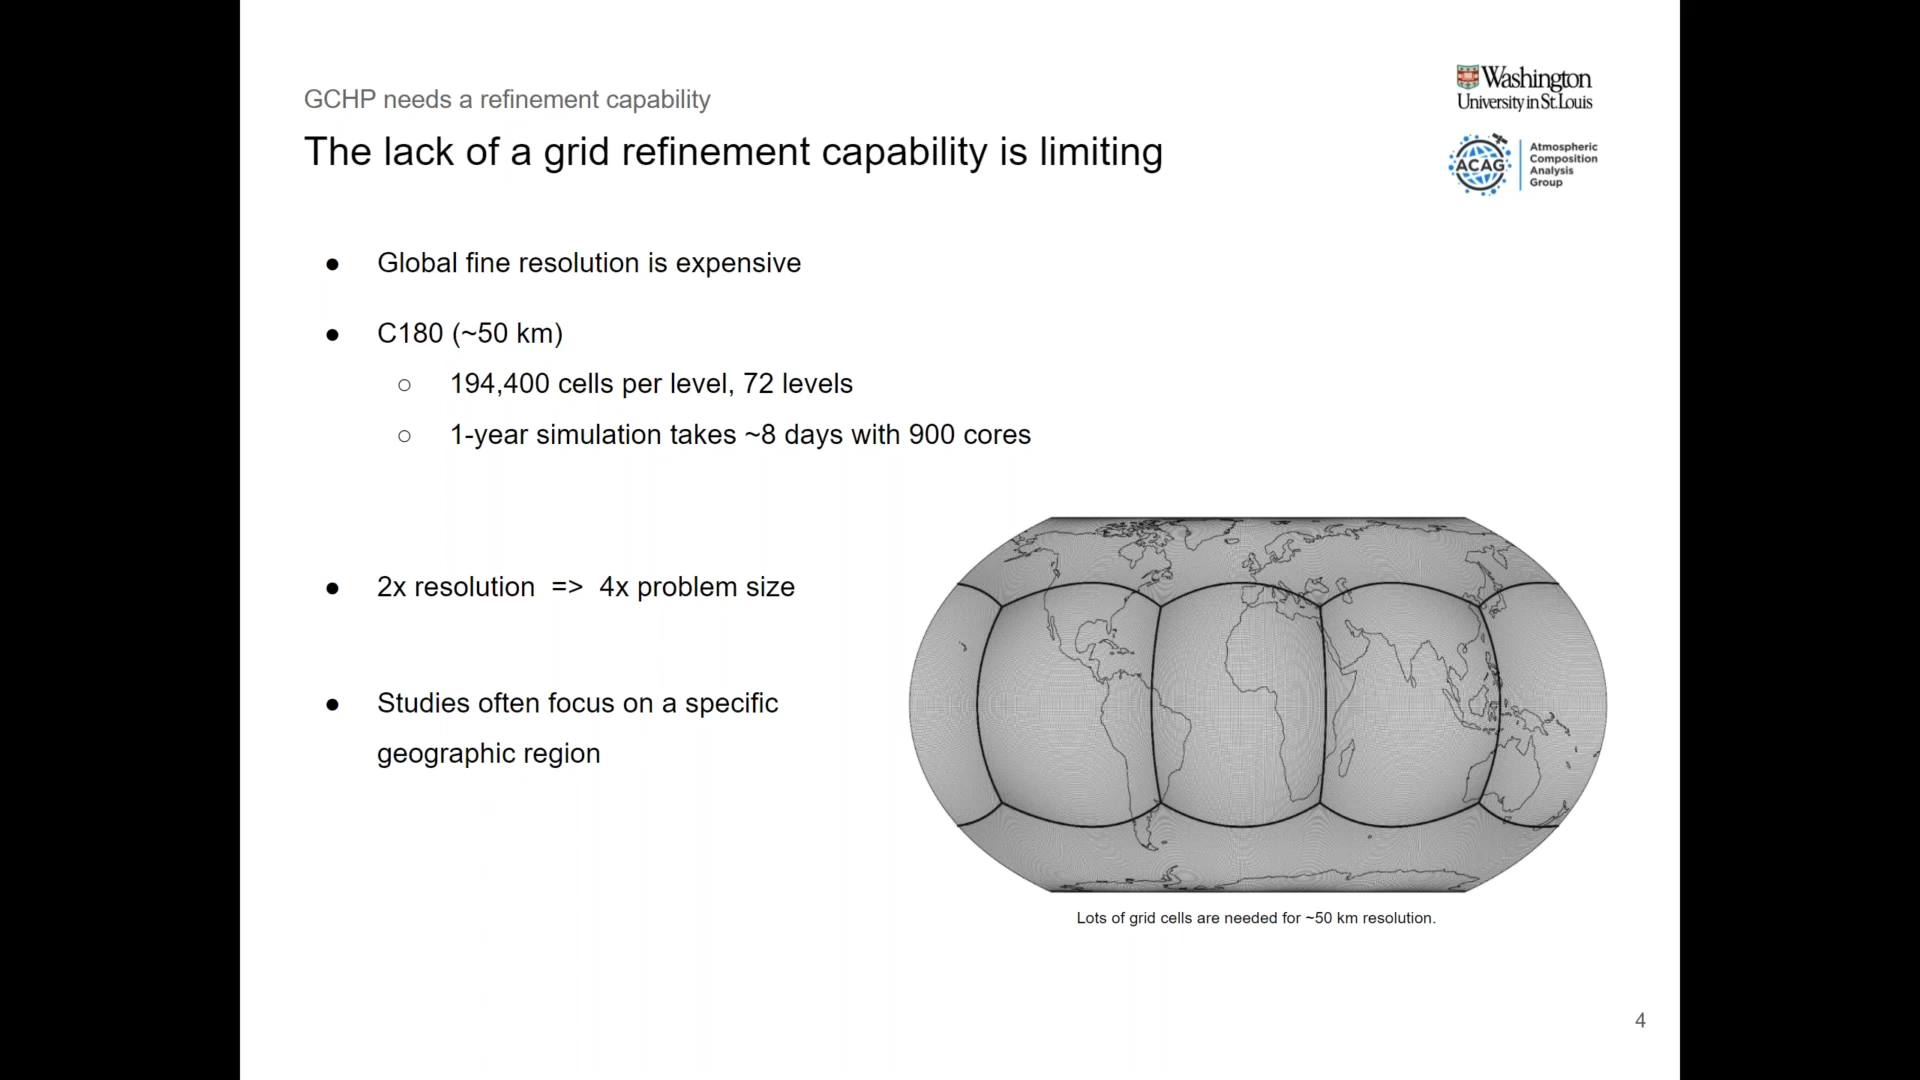 GCHP needs a refinement capability
The lack of a grid refinement capability is limiting
Washington
University in St. Louis
ACAG
Atmospheric
Composition
Analysis
Group
● Global fine resolution is expensive
● C180 (~50 km)
○ 194,400 cells per level, 72 levels
○ 1-year simulation takes ~8 days with 900 cores
● 2x resolution => 4x problem size
● Studies often focus on a specific
geographic region
Lots of grid cells are needed for ~50 km resolution.
4